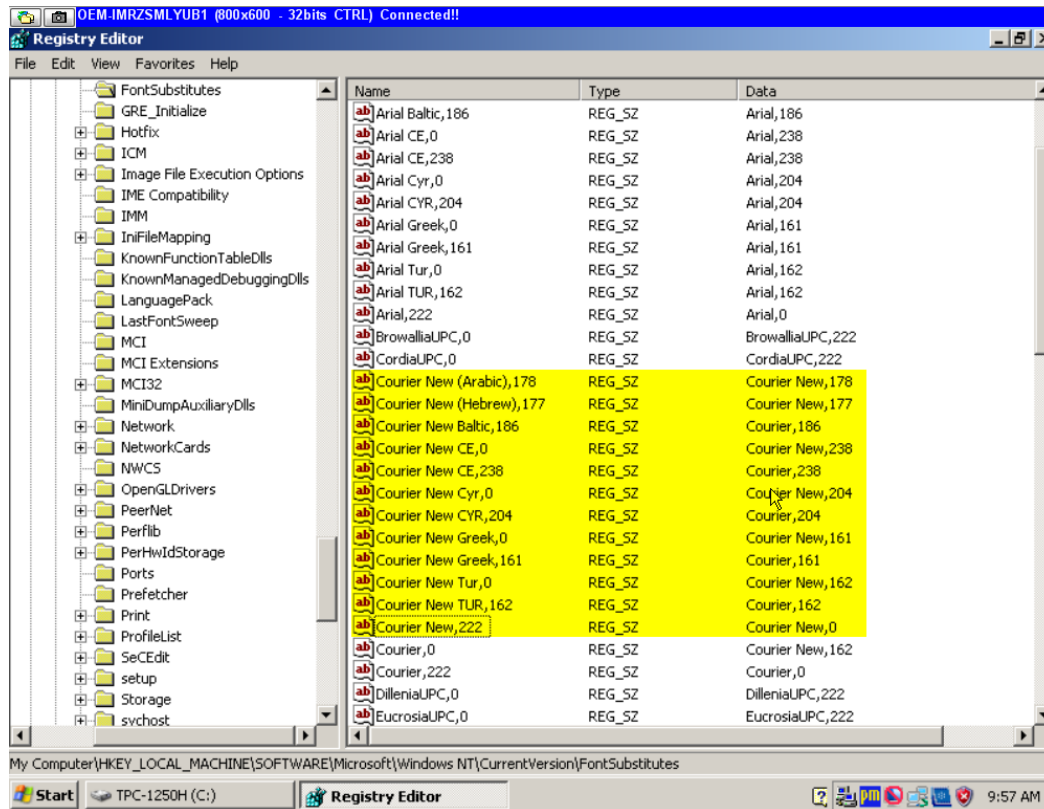 OEM-IMRZSMLYUB1 (800x600 - 32bits CTRL) Connected!!
Registry Editor
File Edit View Favorites Help
FontSubstitutes
GRE_Initialize
Hotfix
ICM
Image File Execution Options
IME Compatibility
IMM
IniFileMapping
KnownFunctionTableDlls
KnownManagedDebuggingDlls
LanguagePack
LastFontSweep
MCI
MCI Extensions
MCI32
MiniDumpAuxiliaryDlls
Network
NetworkCards
NWCS
OpenGLDrivers
PeerNet
Perflib
PerHwIdStorage
Ports
Prefetcher
Print
ProfileList
SeCEdit
setup
Storage
svchost
Name Type Data
Arial Baltic,186 REG_SZ Arial,186
Arial CE,0 REG_SZ Arial,238
Arial CE,238 REG_SZ Arial,238
Arial Cyr,0 REG_SZ Arial,204
Arial CYR,204 REG_SZ Arial,204
Arial Greek,0 REG_SZ Arial,161
Arial Greek,161 REG_SZ Arial,161
Arial Tur,0 REG_SZ Arial,162
Arial TUR,162 REG_SZ Arial,162
Arial,222 REG_SZ Arial,0
BrowalliaUPC,0 REG_SZ BrowalliaUPC,222
CordiaUPC,0 REG_SZ CordiaUPC,222
Courier New (Arabic),178 REG_SZ Courier New,178
Courier New (Hebrew),177 REG_SZ Courier New,177
Courier New Baltic,186 REG_SZ Courier,186
Courier New CE,0 REG_SZ Courier New,238
Courier New CE,238 REG_SZ Courier,238
Courier New Cyr,0 REG_SZ Courier New,204
Courier New CYR,204 REG_SZ Courier,204
Courier New Greek,0 REG_SZ Courier New,161
Courier New Greek,161 REG_SZ Courier,161
Courier New Tur,0 REG_SZ Courier New,162
Courier New TUR,162 REG_SZ Courier,162
Courier New,222 REG_SZ Courier New,0
Courier,0 REG_SZ Courier New,162
Courier,222 REG_SZ Courier,0
DilleniaUPC,0 REG_SZ DilleniaUPC,222
EucrosiaUPC,0 REG_SZ EucrosiaUPC,222
My Computer\HKEY_LOCAL_MACHINE\SOFTWARE\Microsoft\Windows NT\CurrentVersion\FontSubstitutes
Start TPC-1250H (C:) Registry Editor pm 9:57 AM